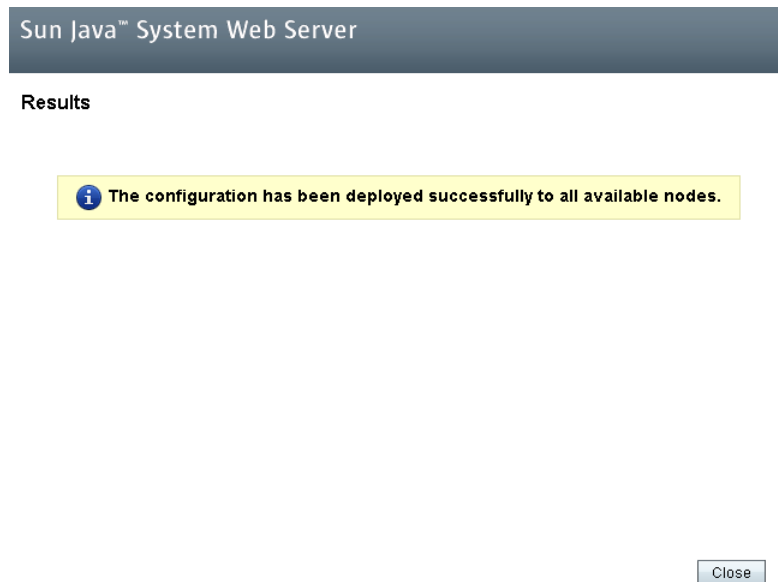 Sun Java™ System Web Server
Results
The configuration has been deployed successfully to all available nodes.
Close